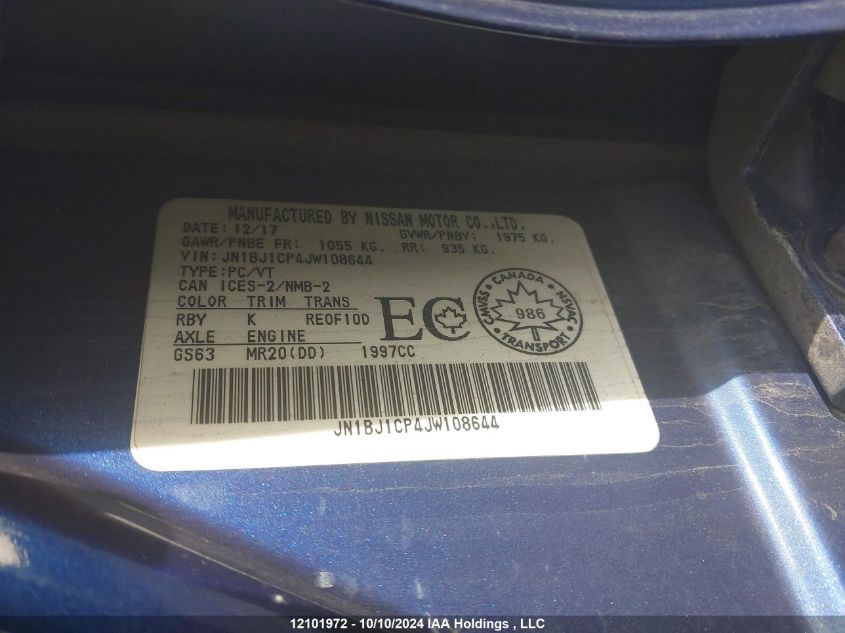 MANUFACTURED BY NISSAN MOTOR CO.,LTD.
DATE: 12/17 GVWR/PNBV: 1975 KG.
GAWR/PNBE FR: 1055 KG. RR: 935 KG.
VIN: JN1BJ1CP4JW108644
TYPE: PC/VT
CAN ICES-2/NMB-2
COLOR TRIM TRANS
RBY K RE0F10D
AXLE ENGINE
GS63 MR20(DD) 1997CC
EC
CANADA
CMVSS 986 NSVAC
TRANSPORT
JN1BJ1CP4JW108644
12101972 - 10/10/2024 IAA Holdings , LLC